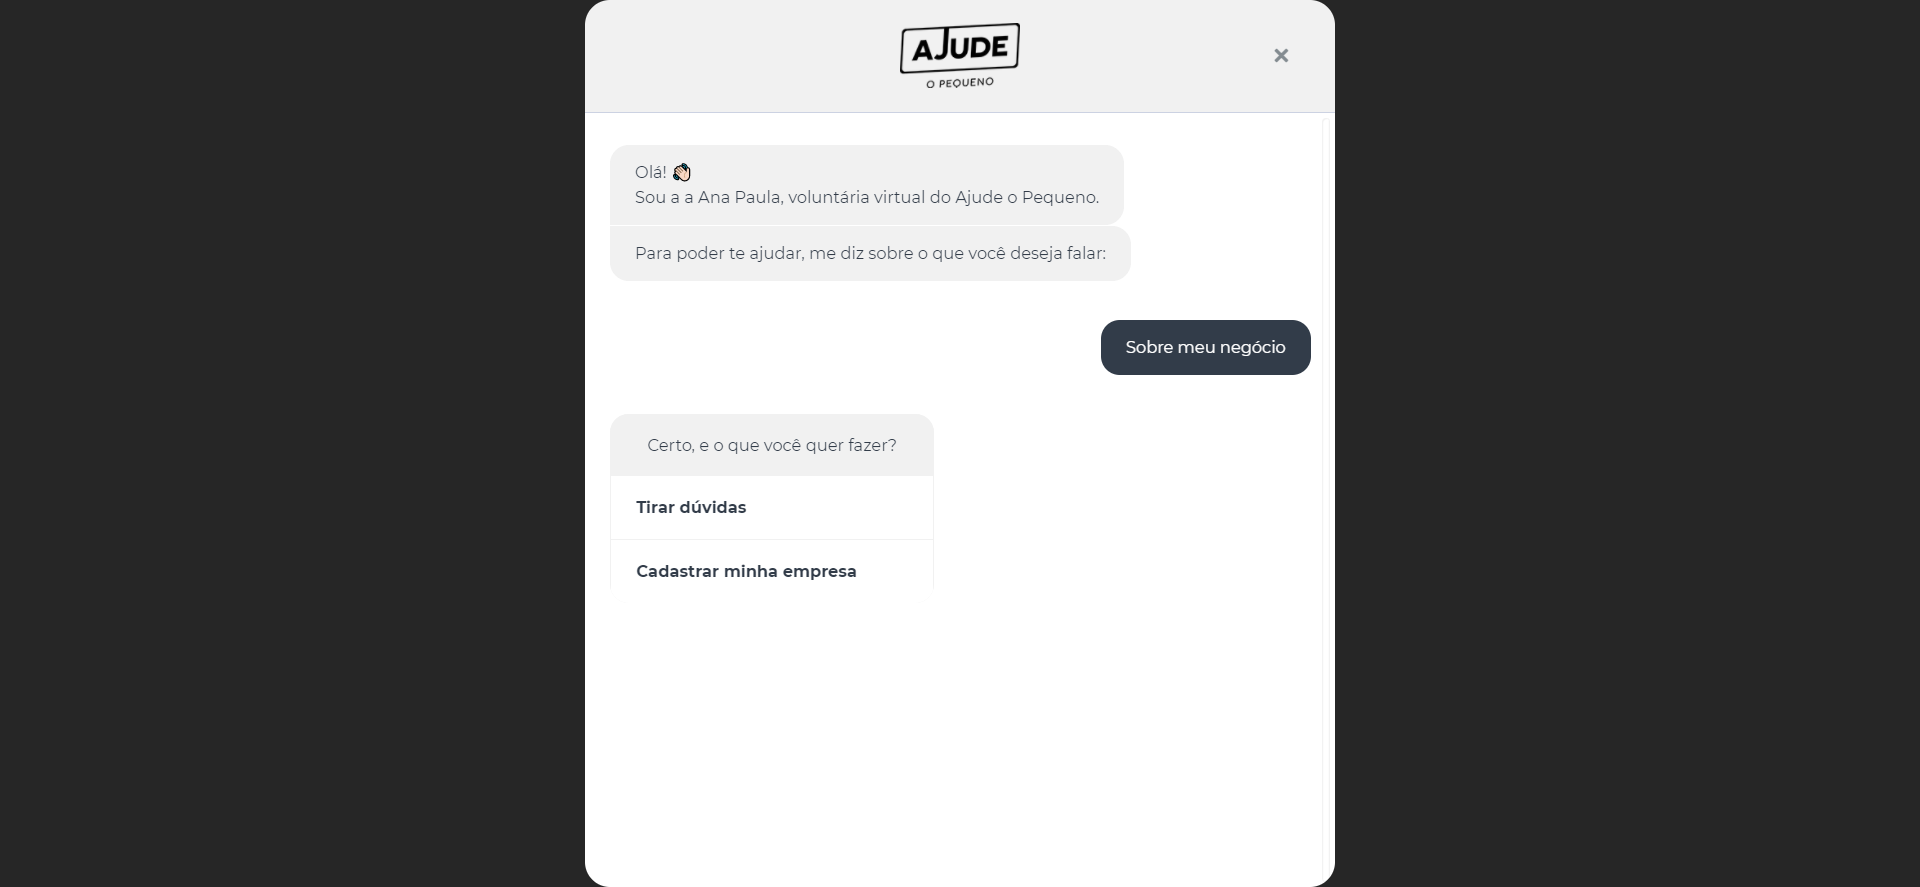 AJUDE
O PEQUENO
×
Olá! 👋🏻
Sou a a Ana Paula, voluntária virtual do Ajude o Pequeno.
Para poder te ajudar, me diz sobre o que você deseja falar:
Sobre meu negócio
Certo, e o que você quer fazer?
Tirar dúvidas
Cadastrar minha empresa